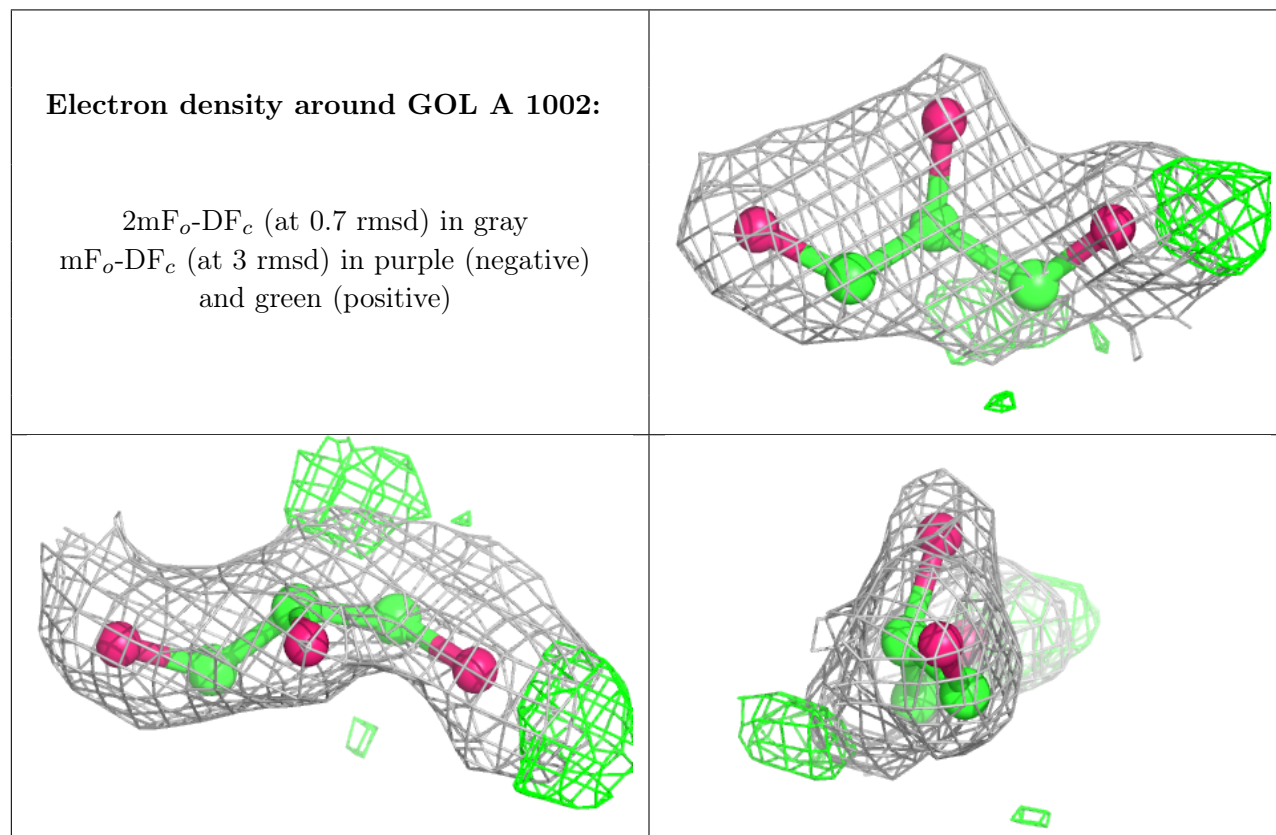 Electron density around GOL A 1002:
2mFo-DFc (at 0.7 rmsd) in gray
mFo-DFc (at 3 rmsd) in purple (negative)
and green (positive)